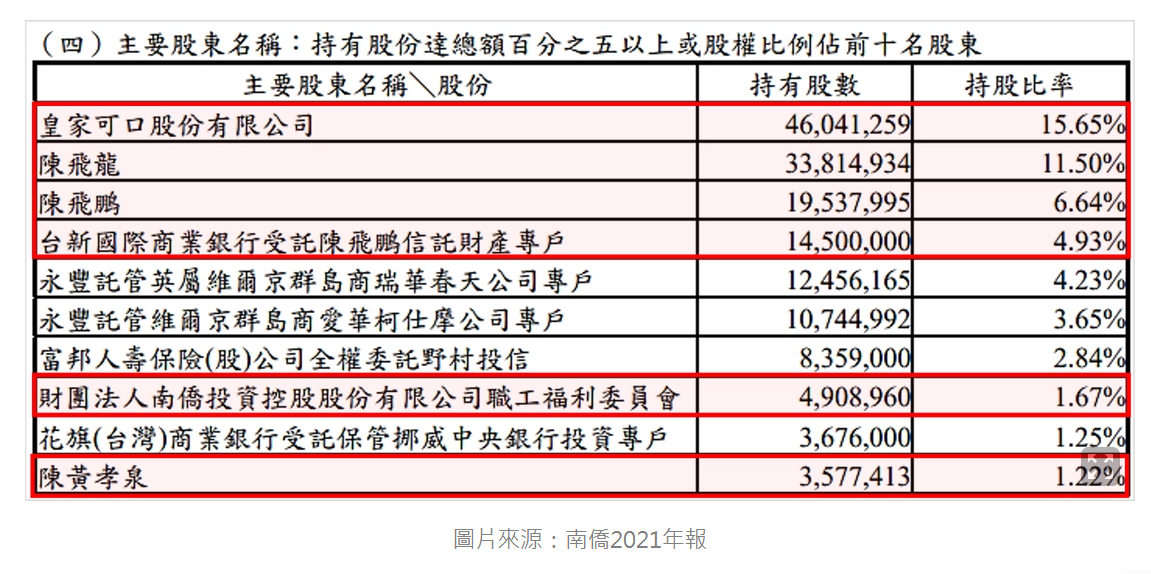 （四）主要股東名稱：持有股份達總額百分之五以上或股權比例佔前十名股東
主要股東名稱＼股份 持有股數 持股比率
皇家可口股份有限公司 46,041,259 15.65%
陳飛龍 33,814,934 11.50%
陳飛鵬 19,537,995 6.64%
台新國際商業銀行受託陳飛鵬信託財產專戶 14,500,000 4.93%
永豐託管英屬維爾京群島商瑞華春天公司專戶 12,456,165 4.23%
永豐託管維爾京群島商愛華柯仕摩公司專戶 10,744,992 3.65%
富邦人壽保險(股)公司全權委託野村投信 8,359,000 2.84%
財團法人南僑投資控股股份有限公司職工福利委員會 4,908,960 1.67%
花旗(台灣)商業銀行受託保管挪威中央銀行投資專戶 3,676,000 1.25%
陳黃孝泉 3,577,413 1.22%
圖片來源：南僑2021年報